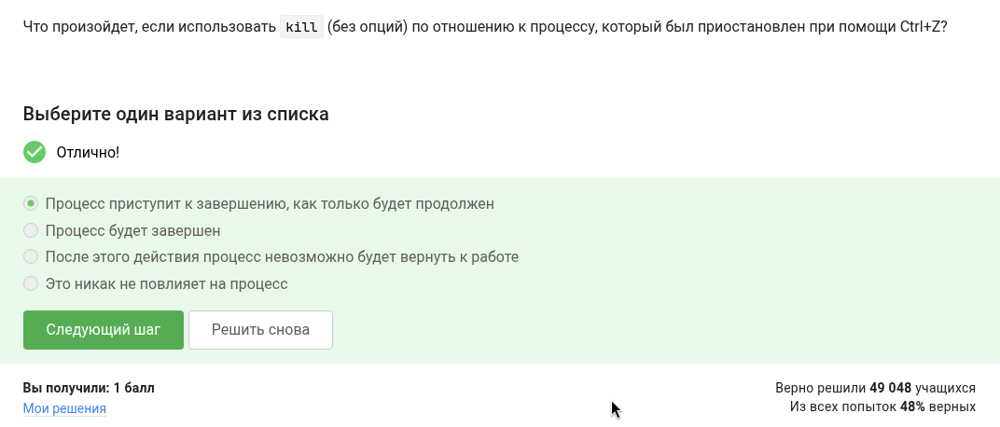 Что произойдет, если использовать kill (без опций) по отношению к процессу, который был приостановлен при помощи Ctrl+Z?
Выберите один вариант из списка
Отлично!
Процесс приступит к завершению, как только будет продолжен
Процесс будет завершен
После этого действия процесс невозможно будет вернуть к работе
Это никак не повлияет на процесс
Следующий шаг
Решить снова
Вы получили: 1 балл
Мои решения
Верно решили 49 048 учащихся
Из всех попыток 48% верных